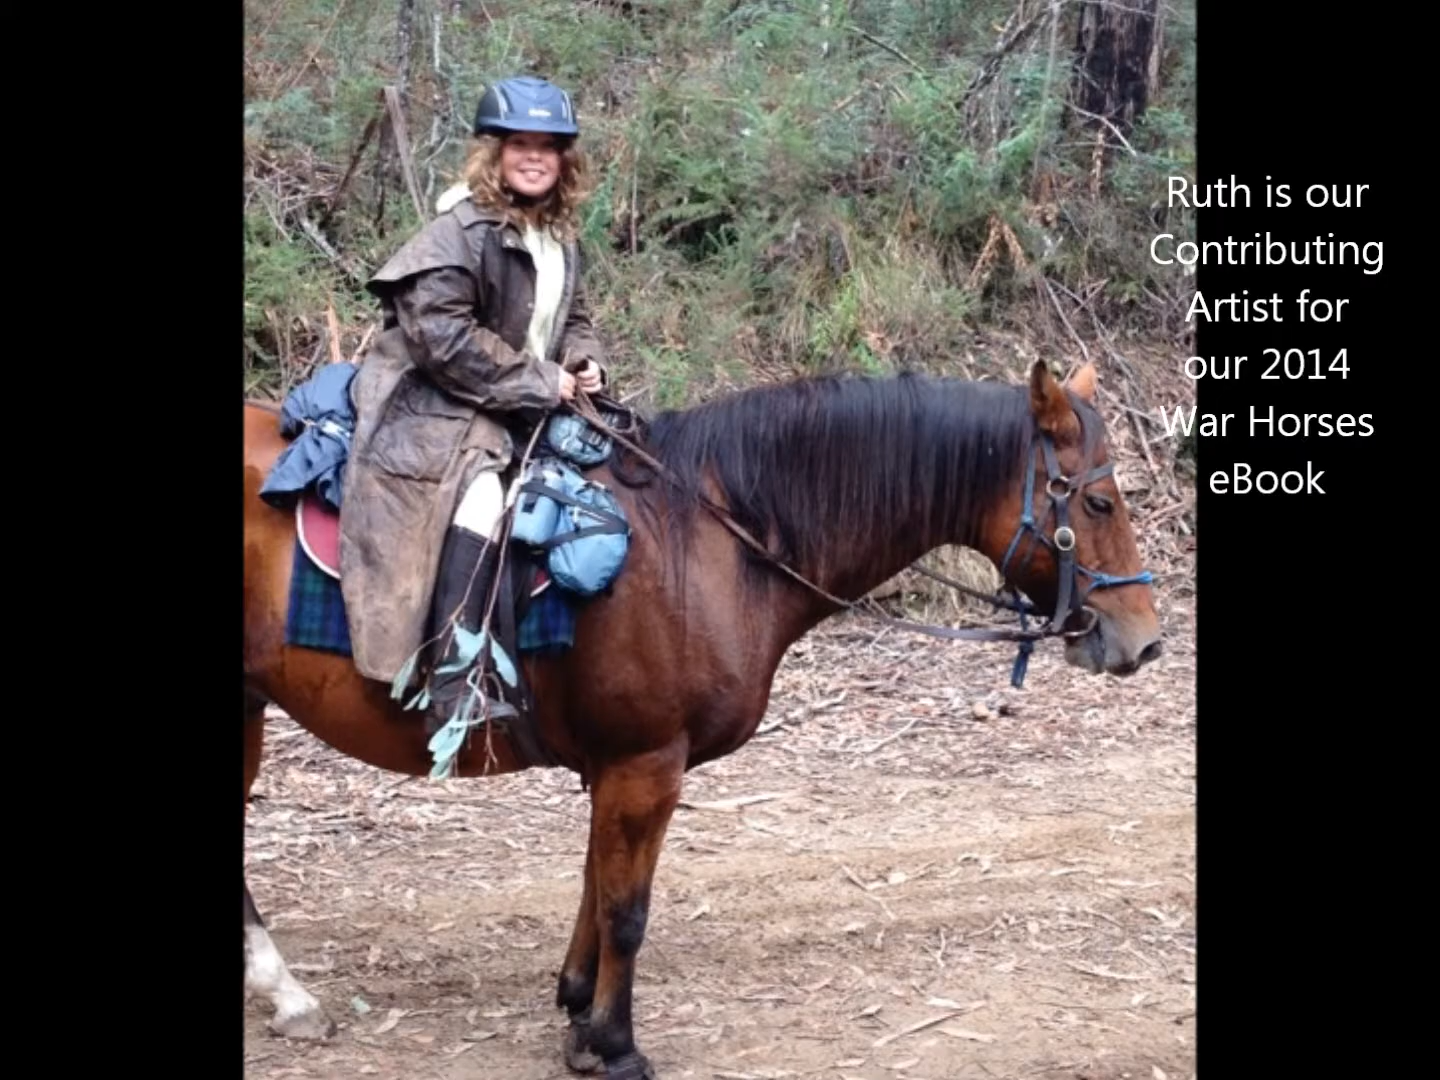 Ruth is our
Contributing
Artist for
our 2014
War Horses
eBook